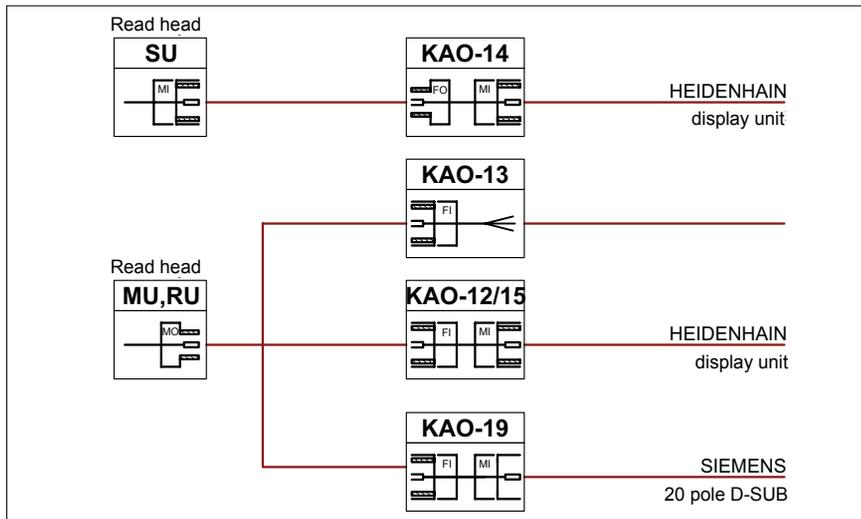 Read head
SU
MI
KAO-14
FO MI
HEIDENHAIN
display unit
KAO-13
FI
Read head
MU,RU
MO
KAO-12/15
FI MI
HEIDENHAIN
display unit
KAO-19
FI MI
SIEMENS
20 pole D-SUB